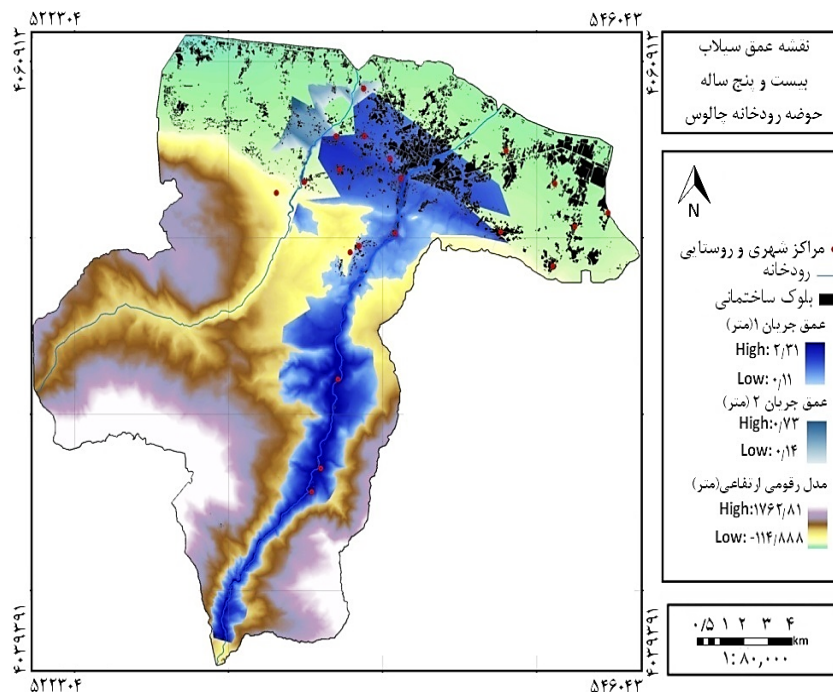 ۵۲۲۳۰۴
۵۴۶۰۴۳
۴۰۶۰۹۱۳
۴۰۶۰۹۱۳
نقشه عمق سیلاب
بیست و پنج ساله
حوضه رودخانه چالوس
N
مراکز شهری و روستایی
رودخانه
بلوک ساختمانی
عمق جریان ۱(متر)
High: ۲/۳۱
Low: ۰/۱۱
عمق جریان ۲ (متر)
High:۰/۷۳
Low: ۰/۱۴
مدل رقومی ارتفاعی(متر)
High:۱۷۶۲/۸۱
Low: -۱۱۴/۸۸۸
۰/۵ ۱ ۲ ۳ ۴
km
۱:۸۰,۰۰۰
۴۰۳۹۳۹۱
۴۰۳۹۳۹۱
۵۲۲۳۰۴
۵۴۶۰۴۳